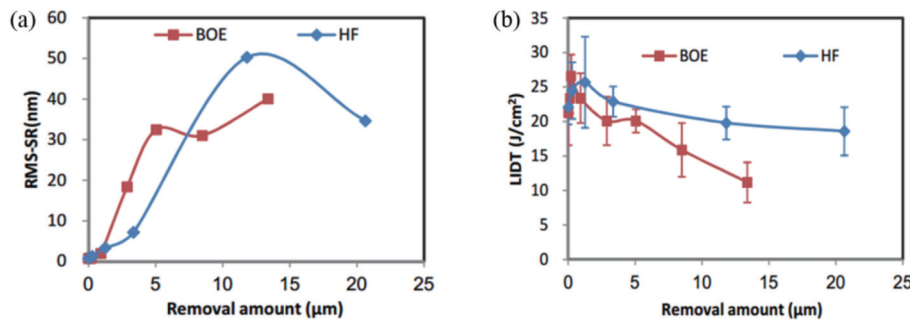 (a)
60
50
40
30
20
10
0
RMS-SR(nm)
BOE
HF
0 5 10 15 20 25
Removal amount (μm)
(b)
35
30
25
20
15
10
5
0
LIDT (J/cm²)
BOE
HF
0 5 10 15 20 25
Removal amount (μm)